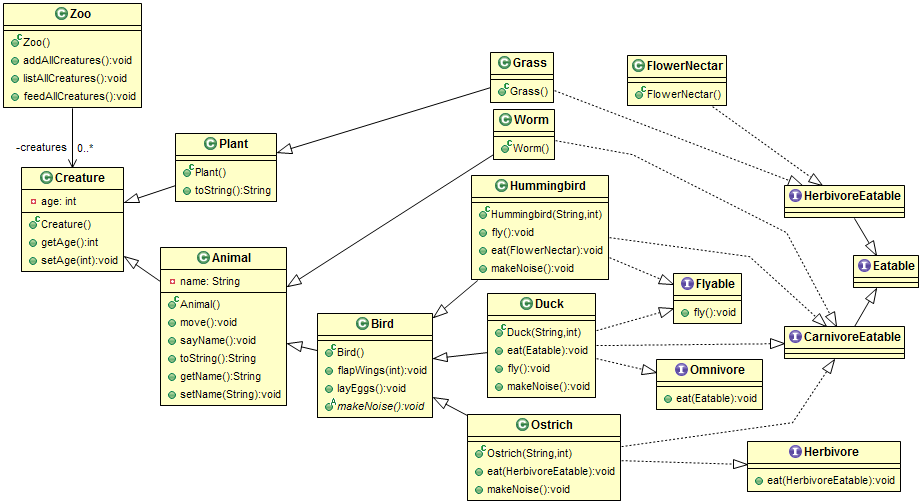 Zoo
Zoo()
addAllCreatures():void
listAllCreatures():void
feedAllCreatures():void
-creatures
0..*
Creature
age: int
Creature()
getAge():int
setAge(int):void
Plant
Plant()
toString():String
Animal
name: String
Animal()
move():void
sayName():void
toString():String
getName():String
setName(String):void
Bird
Bird()
flapWings(int):void
layEggs():void
makeNoise():void
Grass
Grass()
Worm
Worm()
Hummingbird
Hummingbird(String,int)
fly():void
eat(FlowerNectar):void
makeNoise():void
Duck
Duck(String,int)
eat(Eatable):void
fly():void
makeNoise():void
Ostrich
Ostrich(String,int)
eat(HerbivoreEatable):void
makeNoise():void
FlowerNectar
FlowerNectar()
Flyable
fly():void
Omnivore
eat(Eatable):void
HerbivoreEatable
Eatable
CarnivoreEatable
Herbivore
eat(HerbivoreEatable):void